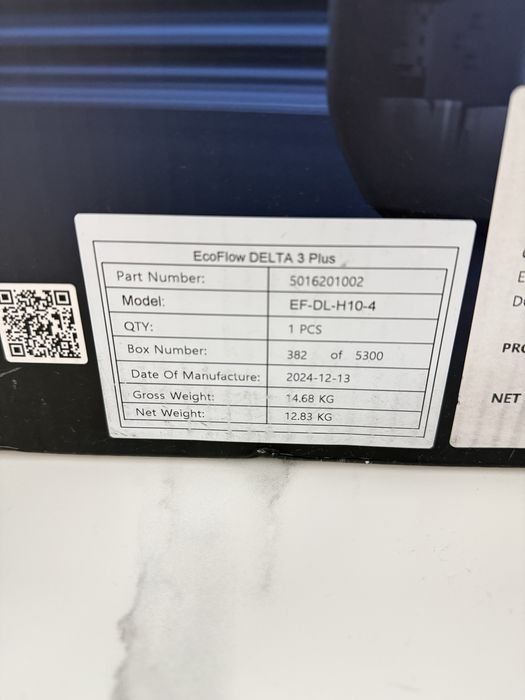 EcoFlow DELTA 3 Plus
Part Number: 5016201002
Model: EF-DL-H10-4
QTY: 1 PCS
Box Number: 382 of 5300
Date Of Manufacture: 2024-12-13
Gross Weight: 14.68 KG
Net Weight: 12.83 KG
NET